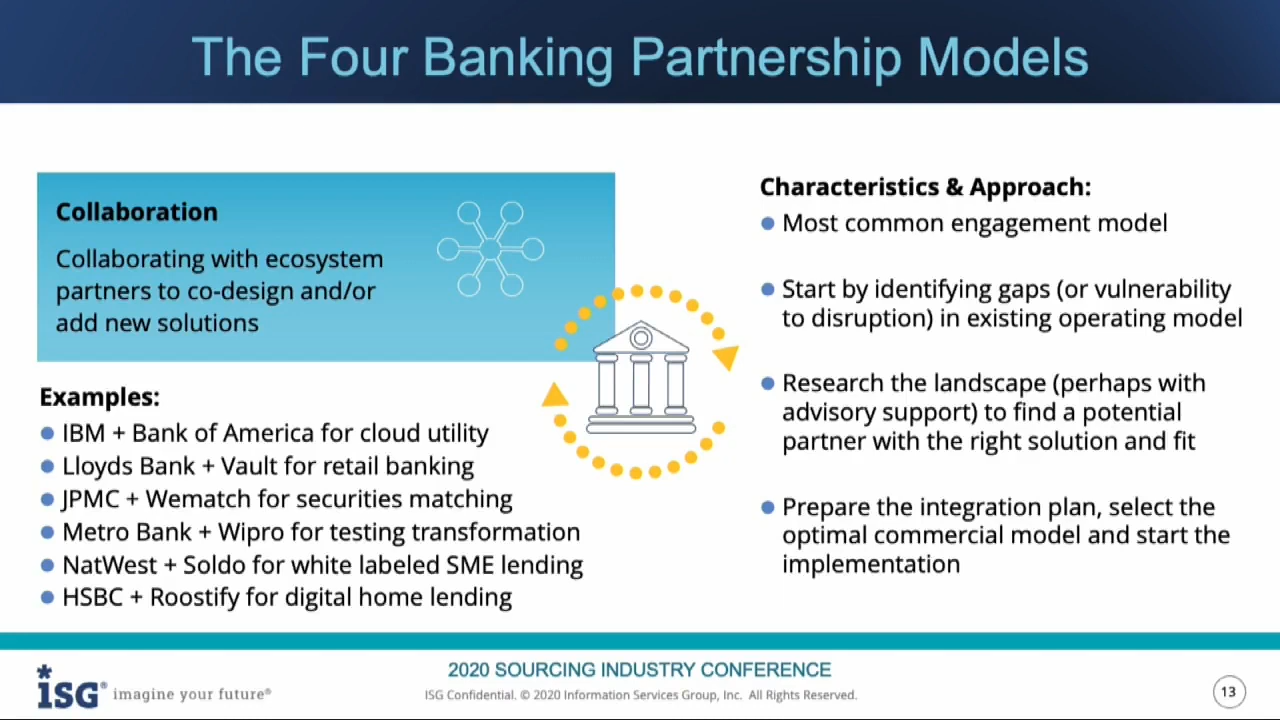 The Four Banking Partnership Models
Collaboration
Collaborating with ecosystem
partners to co-design and/or
add new solutions
Examples:
IBM + Bank of America for cloud utility
Lloyds Bank + Vault for retail banking
JPMC + Wematch for securities matching
Metro Bank + Wipro for testing transformation
NatWest + Soldo for white labeled SME lending
HSBC + Roostify for digital home lending
Characteristics & Approach:
Most common engagement model
Start by identifying gaps (or vulnerability
to disruption) in existing operating model
Research the landscape (perhaps with
advisory support) to find a potential
partner with the right solution and fit
Prepare the integration plan, select the
optimal commercial model and start the
implementation
ISG® imagine your future®
2020 SOURCING INDUSTRY CONFERENCE
ISG Confidential. © 2020 Information Services Group, Inc. All Rights Reserved.
13